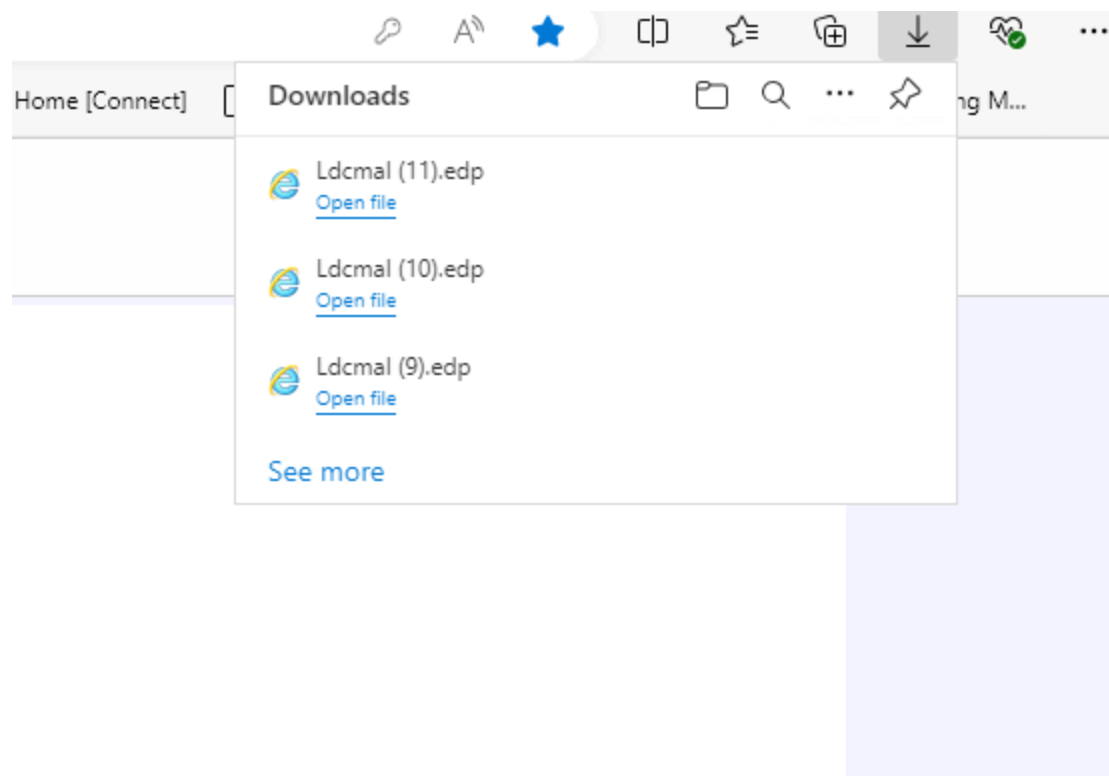 Home [Connect]
Downloads
ng M...
Ldcmal (11).edp
Open file
Ldcmal (10).edp
Open file
Ldcmal (9).edp
Open file
See more